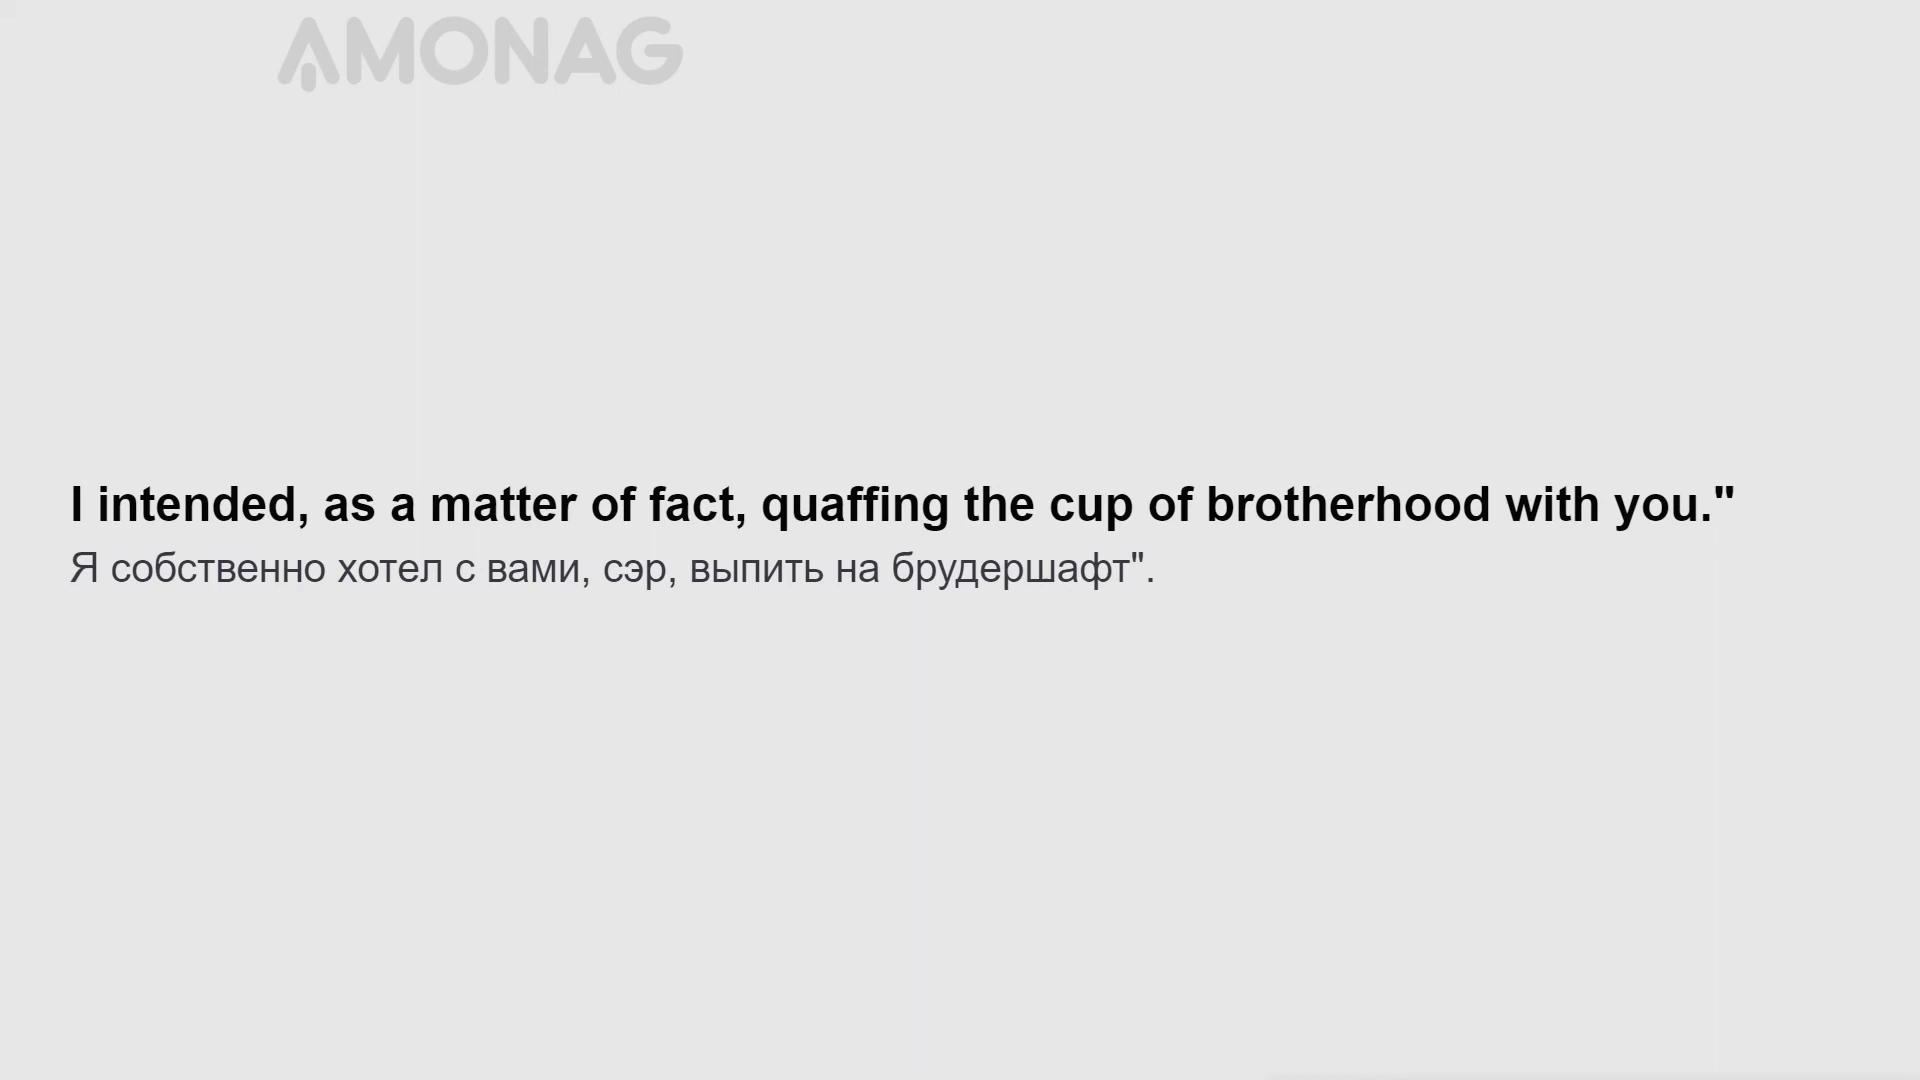 AMONAG
I intended, as a matter of fact, quaffing the cup of brotherhood with you."
Я собственно хотел с вами, сэр, выпить на брудершафт".